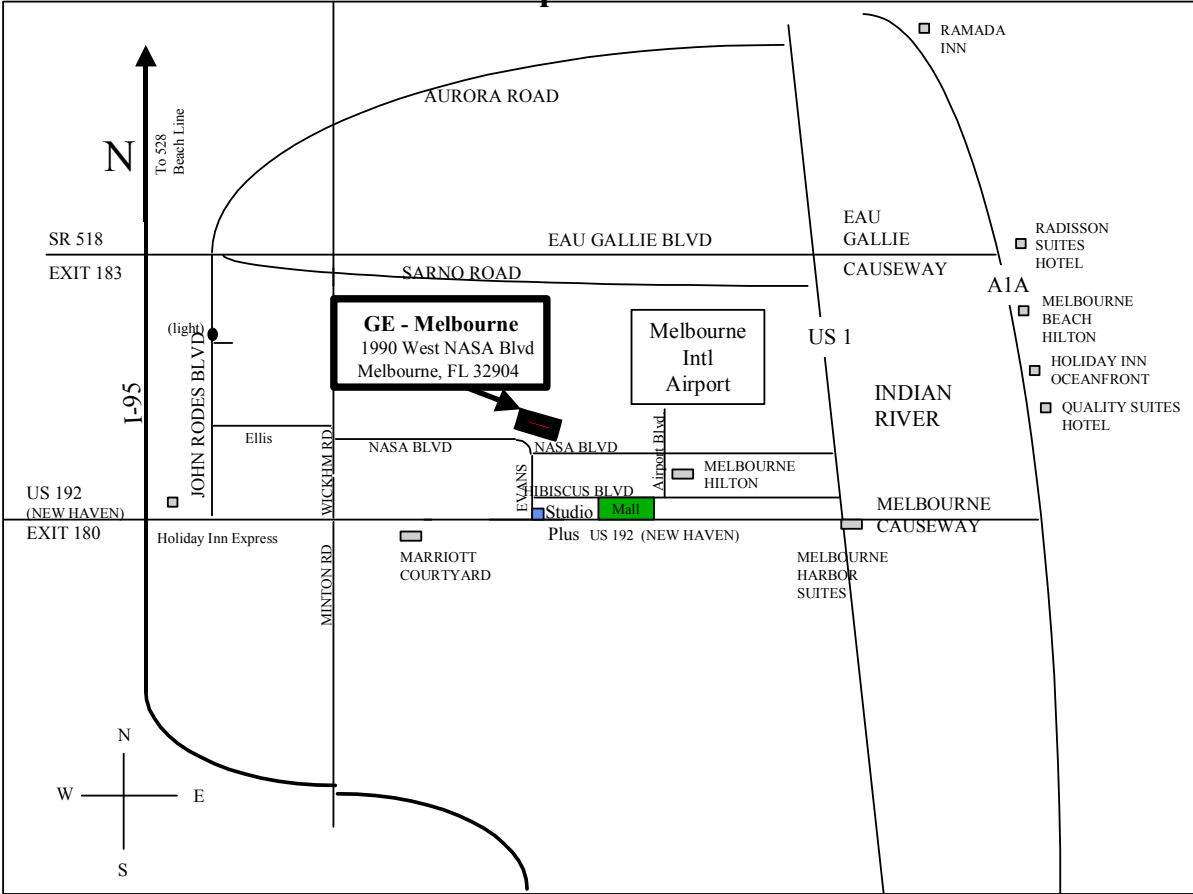 RAMADA
INN
AURORA ROAD
To 528
Beach Line
N
SR 518
EXIT 183
EAU GALLIE BLVD
EAU
GALLIE
CAUSEWAY
RADISSON
SUITES
HOTEL
SARNO ROAD
A1A
MELBOURNE
BEACH
HILTON
GE - Melbourne
1990 West NASA Blvd
Melbourne, FL 32904
Melbourne
Intl
Airport
(light)
US 1
HOLIDAY INN
OCEANFRONT
I-95
JOHN RODES BLVD
INDIAN
RIVER
QUALITY SUITES
HOTEL
Ellis
WICKHM RD
NASA BLVD
NASA BLVD
Airport Blvd
MELBOURNE
HILTON
EVANS
HIBISCUS BLVD
US 192
(NEW HAVEN)
EXIT 180
Studio
Plus
Mall
US 192 (NEW HAVEN)
MELBOURNE
CAUSEWAY
Holiday Inn Express
MINTON RD
MARRIOTT
COURTYARD
MELBOURNE
HARBOR
SUITES
N
W
E
S